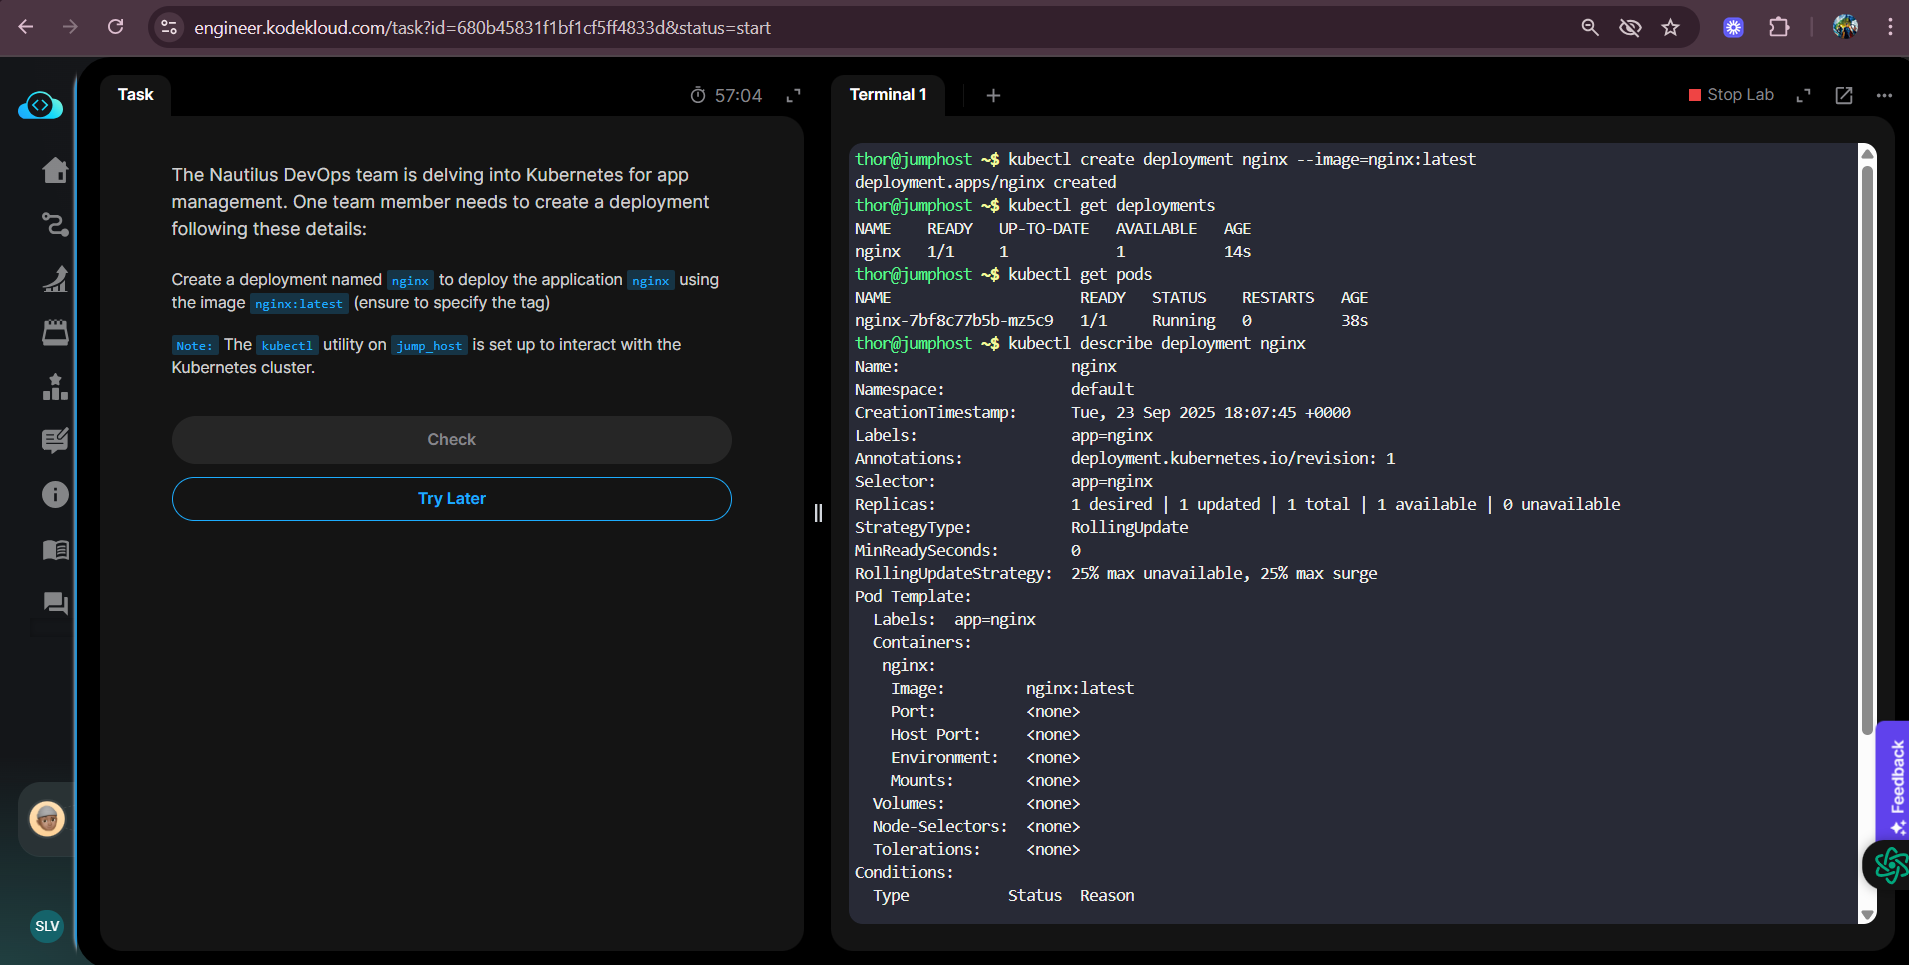 engineer.kodekloud.com/task?id=680b45831f1bf1cf5ff4833d&status=start
Task
57:04
The Nautilus DevOps team is delving into Kubernetes for app
management. One team member needs to create a deployment
following these details:
Create a deployment named nginx to deploy the application nginx using
the image nginx:latest (ensure to specify the tag)
Note: The kubectl utility on jump_host is set up to interact with the
Kubernetes cluster.
Check
Try Later
SLV
Terminal 1
+
Stop Lab
thor@jumphost ~$ kubectl create deployment nginx --image=nginx:latest
deployment.apps/nginx created
thor@jumphost ~$ kubectl get deployments
NAME    READY   UP-TO-DATE   AVAILABLE   AGE
nginx   1/1     1            1           14s
thor@jumphost ~$ kubectl get pods
NAME                     READY   STATUS    RESTARTS   AGE
nginx-7bf8c77b5b-mz5c9   1/1     Running   0          38s
thor@jumphost ~$ kubectl describe deployment nginx
Name:                   nginx
Namespace:              default
CreationTimestamp:      Tue, 23 Sep 2025 18:07:45 +0000
Labels:                 app=nginx
Annotations:            deployment.kubernetes.io/revision: 1
Selector:               app=nginx
Replicas:               1 desired | 1 updated | 1 total | 1 available | 0 unavailable
StrategyType:           RollingUpdate
MinReadySeconds:        0
RollingUpdateStrategy:  25% max unavailable, 25% max surge
Pod Template:
  Labels:  app=nginx
  Containers:
   nginx:
    Image:         nginx:latest
    Port:          <none>
    Host Port:     <none>
    Environment:   <none>
    Mounts:        <none>
  Volumes:         <none>
  Node-Selectors:  <none>
  Tolerations:     <none>
Conditions:
  Type           Status  Reason
Feedback